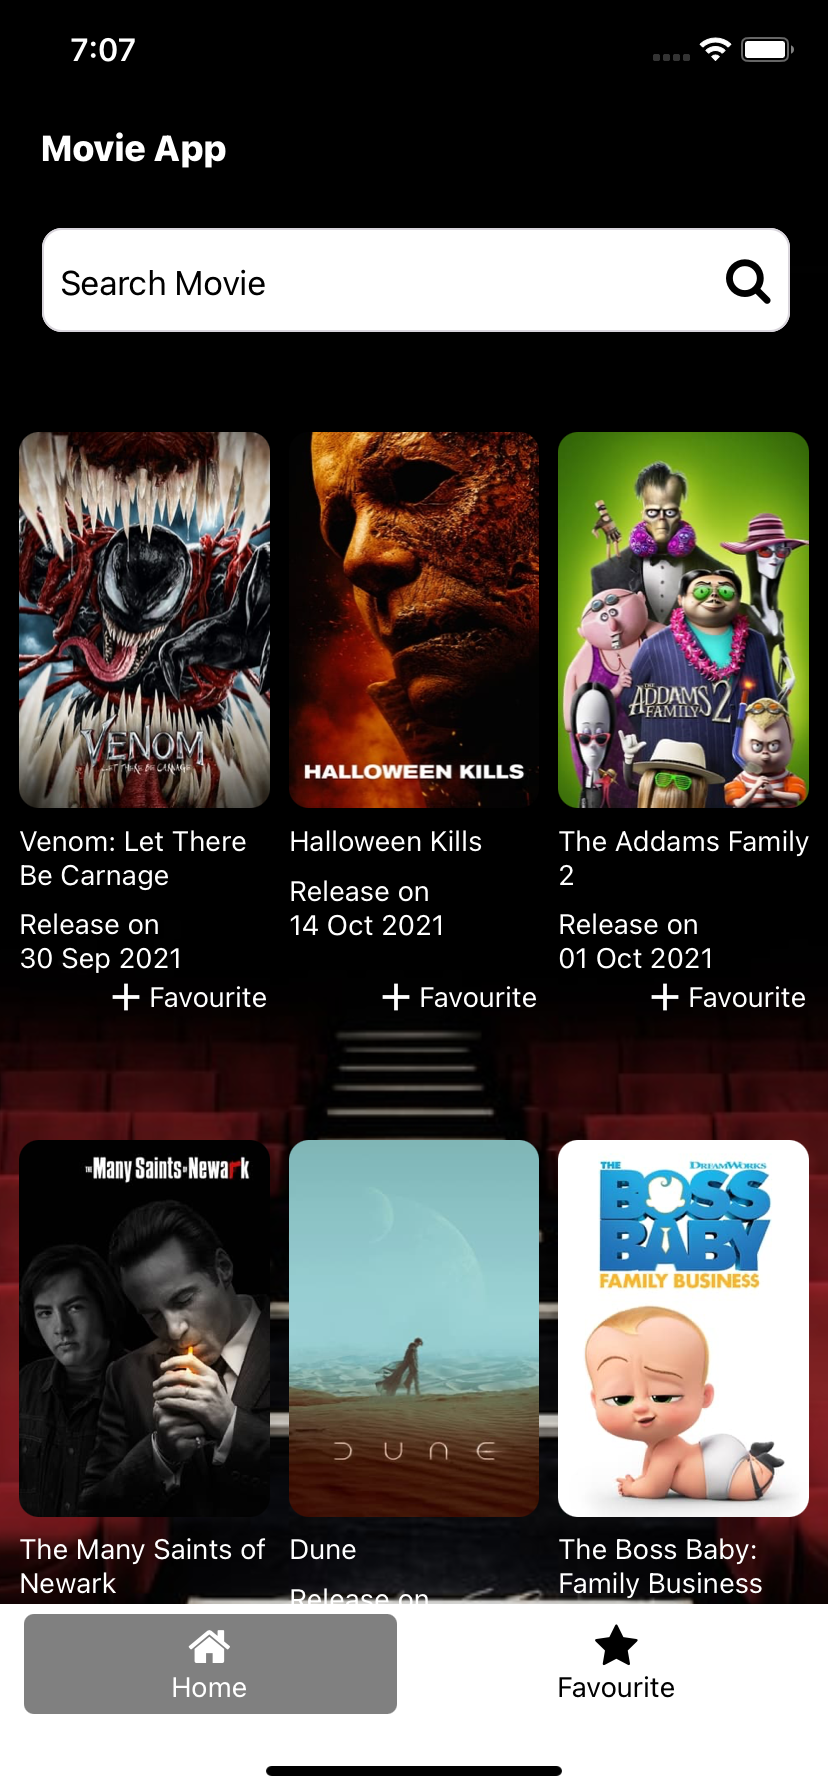 7:07
Movie App
Search Movie
VENOM
LET THERE BE CARNAGE
HALLOWEEN KILLS
THE
ADDAMS
FAMILY 2
Venom: Let There
Be Carnage
Release on
30 Sep 2021
+ Favourite
Halloween Kills
Release on
14 Oct 2021
+ Favourite
The Addams Family
2
Release on
01 Oct 2021
+ Favourite
THE Many Saints OF Newark
DUNE
THE
DREAMWORKS
BOSS
BABY
FAMILY BUSINESS
The Many Saints of
Newark
Dune
Release on
The Boss Baby:
Family Business
Home
Favourite